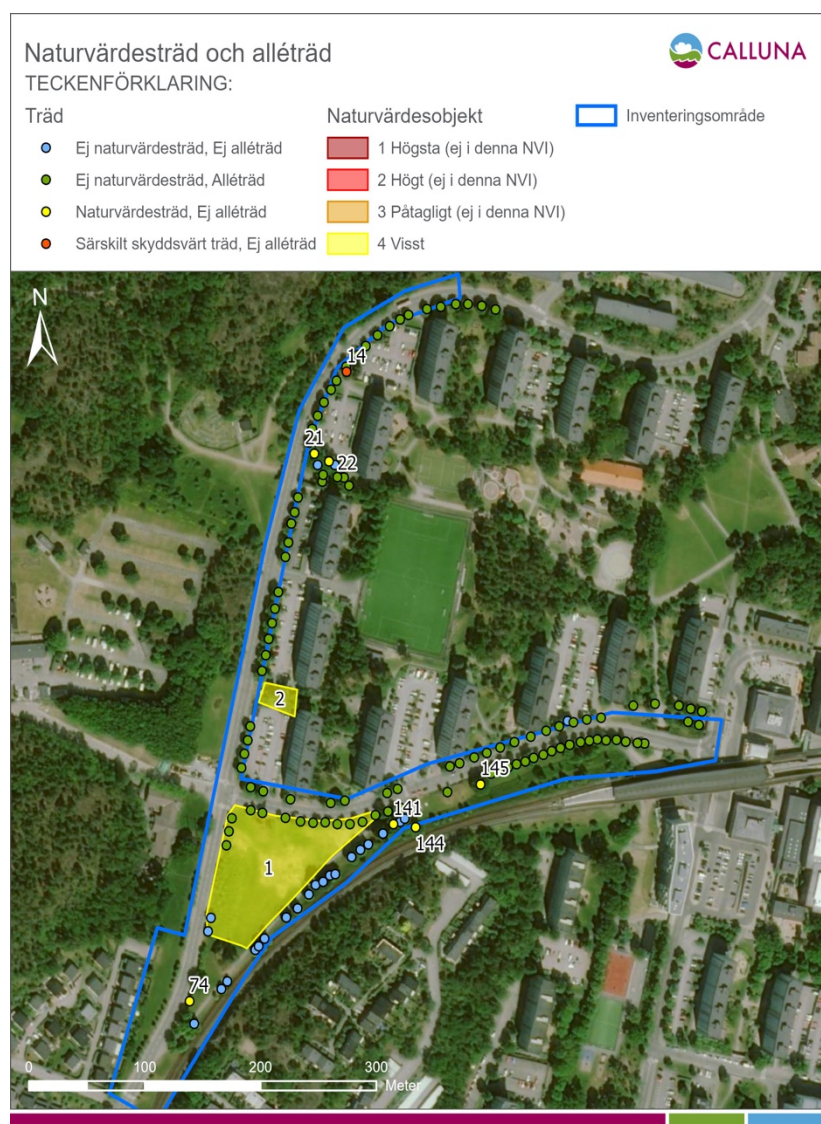 Naturvärdesträd och alléträd
CALLUNA
TECKENFÖRKLARING:
Träd
Ej naturvärdesträd, Ej alléträd
Ej naturvärdesträd, Alléträd
Naturvärdesträd, Ej alléträd
Särskilt skyddsvärt träd, Ej alléträd
Naturvärdesobjekt
1 Högsta (ej i denna NVI)
2 Högt (ej i denna NVI)
3 Påtagligt (ej i denna NVI)
4 Visst
Inventeringsområde
N
14
21
22
2
145
141
144
1
74
0 100 200 300
Meter